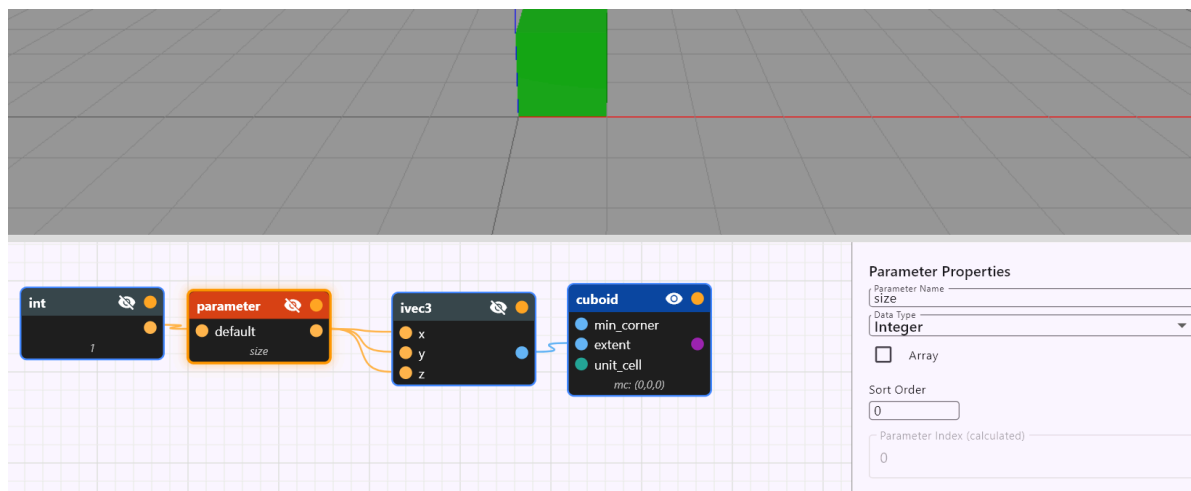 int
1
parameter
default
size
ivec3
x
y
z
cuboid
min_corner
extent
unit_cell
mc: (0,0,0)
Parameter Properties
Parameter Name
size
Data Type
Integer
Array
Sort Order
0
Parameter Index (calculated)
0